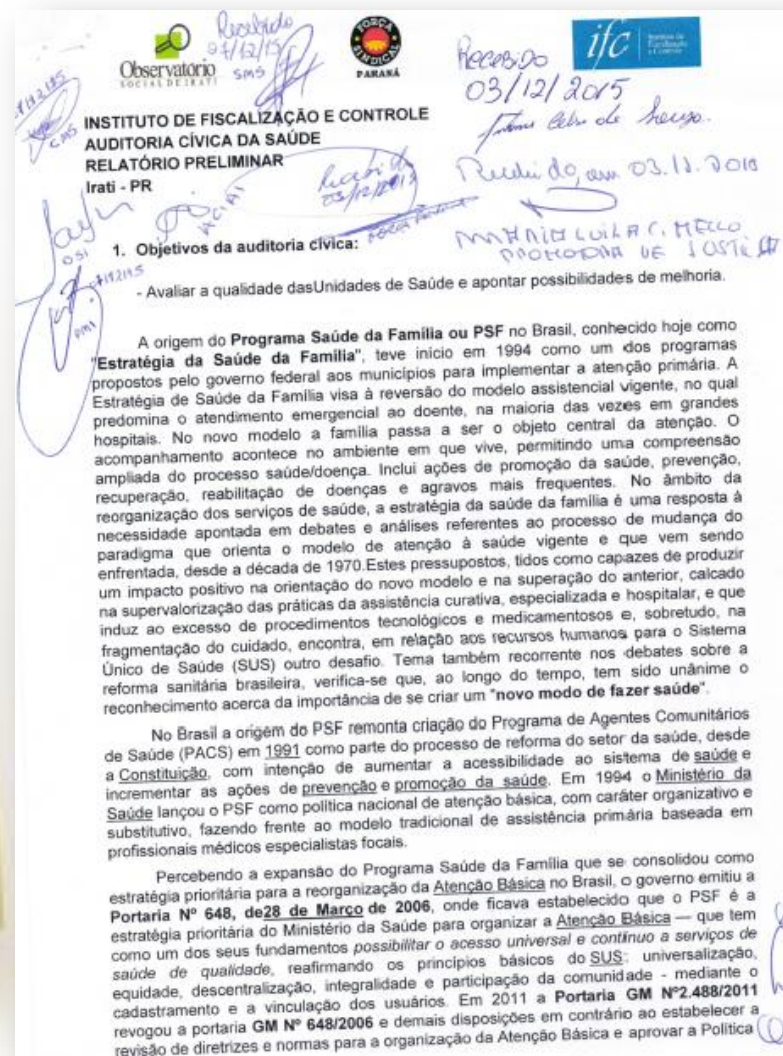 Observatório
SOCIAL DE IRATI
Recebido
07/12/15
SMS
FORÇA
SINDICAL
PARANÁ
ifc
Recebido
03/12/2015
Recebido, em
CMS
INSTITUTO DE FISCALIZAÇÃO E CONTROLE
AUDITORIA CÍVICA DA SAÚDE
RELATÓRIO PRELIMINAR
Irati - PR
Recebido
03/12/2015
ACIAI
OSI
PMI
PROMOTORA DE JUSTIÇA
1. Objetivos da auditoria cívica:
- Avaliar a qualidade dasUnidades de Saúde e apontar possibilidades de melhoria.
A origem do Programa Saúde da Família ou PSF no Brasil, conhecido hoje como
"Estratégia da Saúde da Família", teve início em 1994 como um dos programas
propostos pelo governo federal aos municípios para implementar a atenção primária. A
Estratégia de Saúde da Família visa à reversão do modelo assistencial vigente, no qual
predomina o atendimento emergencial ao doente, na maioria das vezes em grandes
hospitais. No novo modelo a família passa a ser o objeto central da atenção. O
acompanhamento acontece no ambiente em que vive, permitindo uma compreensão
ampliada do processo saúde/doença. Inclui ações de promoção da saúde, prevenção,
recuperação, reabilitação de doenças e agravos mais frequentes. No âmbito da
reorganização dos serviços de saúde, a estratégia da saúde da família é uma resposta à
necessidade apontada em debates e análises referentes ao processo de mudança do
paradigma que orienta o modelo de atenção à saúde vigente e que vem sendo
enfrentada, desde a década de 1970.Estes pressupostos, tidos como capazes de produzir
um impacto positivo na orientação do novo modelo e na superação do anterior, calcado
na supervalorização das práticas da assistência curativa, especializada e hospitalar, e que
induz ao excesso de procedimentos tecnológicos e medicamentosos e, sobretudo, na
fragmentação do cuidado, encontra, em relação aos recursos humanos para o Sistema
Único de Saúde (SUS) outro desafio. Tema também recorrente nos debates sobre a
reforma sanitária brasileira, verifica-se que, ao longo do tempo, tem sido unânime o
reconhecimento acerca da importância de se criar um "novo modo de fazer saúde".
No Brasil a origem do PSF remonta criação do Programa de Agentes Comunitários
de Saúde (PACS) em 1991 como parte do processo de reforma do setor da saúde, desde
a Constituição, com intenção de aumentar a acessibilidade ao sistema de saúde e
incrementar as ações de prevenção e promoção da saúde. Em 1994 o Ministério da
Saúde lançou o PSF como política nacional de atenção básica, com caráter organizativo e
substitutivo, fazendo frente ao modelo tradicional de assistência primária baseada em
profissionais médicos especialistas focais.
Percebendo a expansão do Programa Saúde da Família que se consolidou como
estratégia prioritária para a reorganização da Atenção Básica no Brasil, o governo emitiu a
Portaria Nº 648, de28 de Março de 2006, onde ficava estabelecido que o PSF é a
estratégia prioritária do Ministério da Saúde para organizar a Atenção Básica — que tem
como um dos seus fundamentos possibilitar o acesso universal e contínuo a serviços de
saúde de qualidade, reafirmando os princípios básicos do SUS: universalização,
equidade, descentralização, integralidade e participação da comunidade - mediante o
cadastramento e a vinculação dos usuários. Em 2011 a Portaria GM Nº2.488/2011
revogou a portaria GM Nº 648/2006 e demais disposições em contrário ao estabelecer a
revisão de diretrizes e normas para a organização da Atenção Básica e aprovar a Política